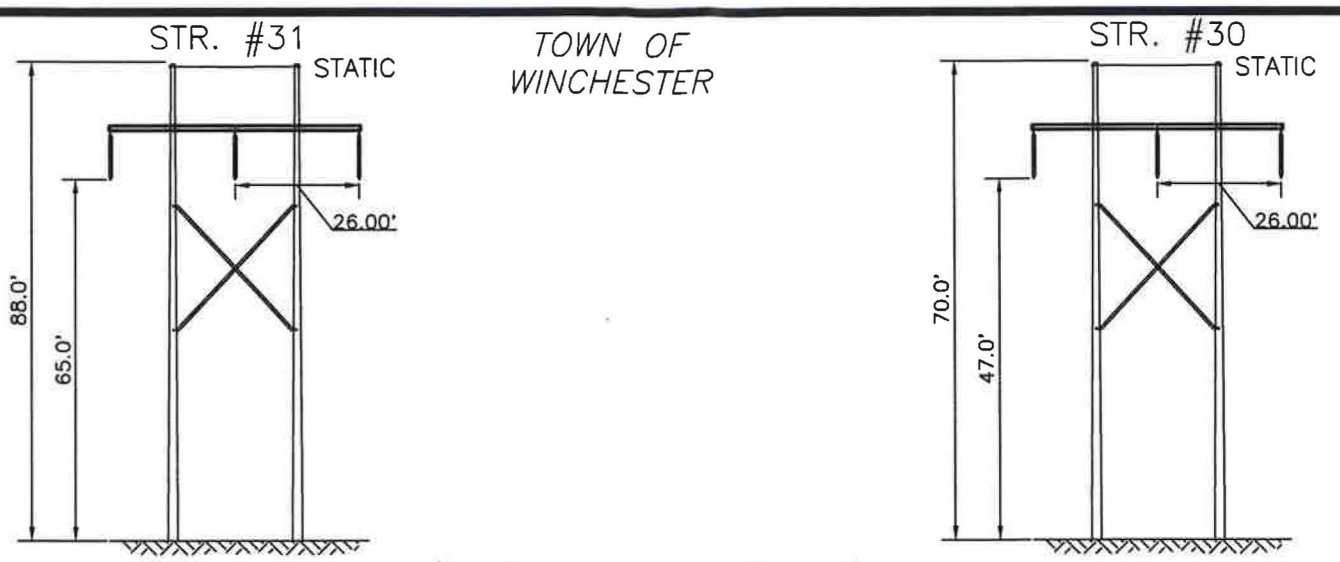 STR. #31
STATIC
26.00'
88.0'
65.0'
TOWN OF
WINCHESTER
STR. #30
STATIC
26.00'
70.0'
47.0'